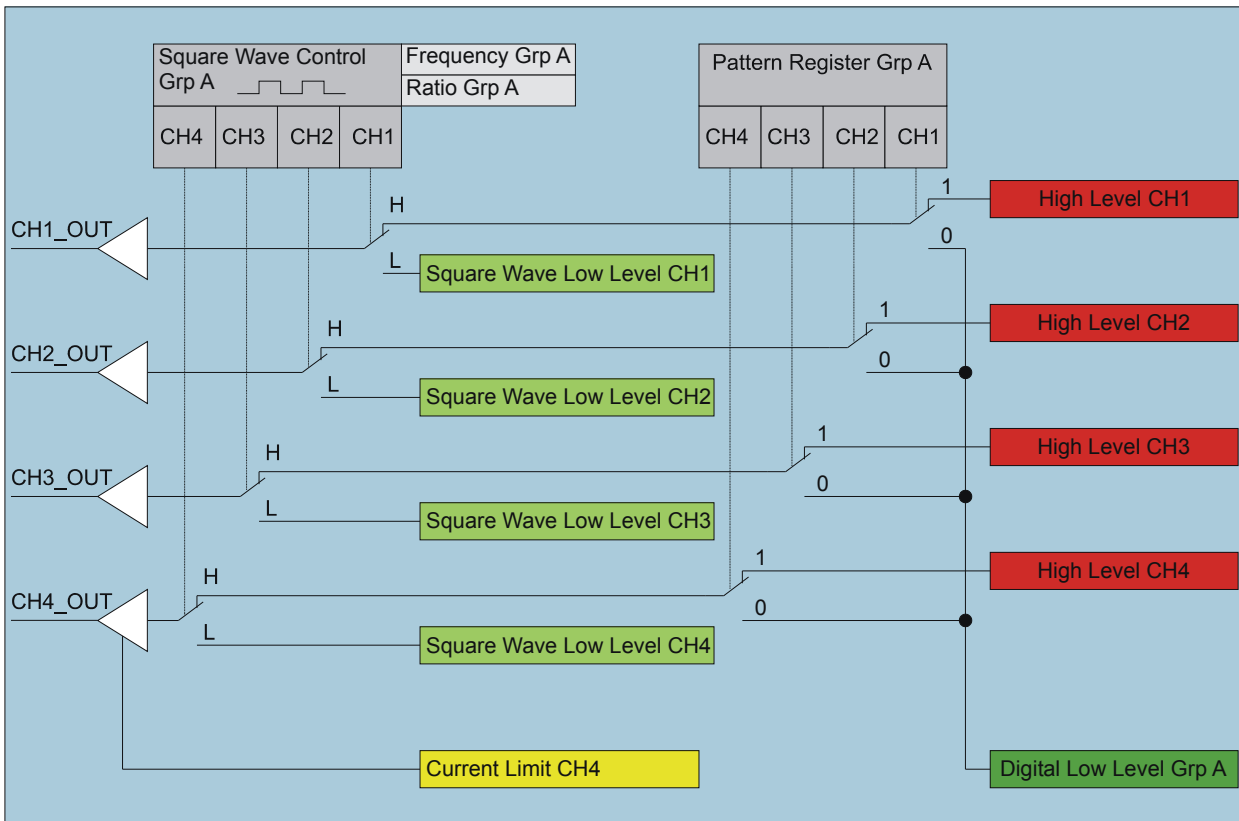 Square Wave Control
Grp A
Frequency Grp A
Ratio Grp A
CH4 CH3 CH2 CH1
Pattern Register Grp A
CH4 CH3 CH2 CH1
CH1_OUT
H
L
Square Wave Low Level CH1
1
0
High Level CH1
CH2_OUT
H
L
Square Wave Low Level CH2
1
0
High Level CH2
CH3_OUT
H
L
Square Wave Low Level CH3
1
0
High Level CH3
CH4_OUT
H
L
Square Wave Low Level CH4
1
0
High Level CH4
Current Limit CH4
Digital Low Level Grp A